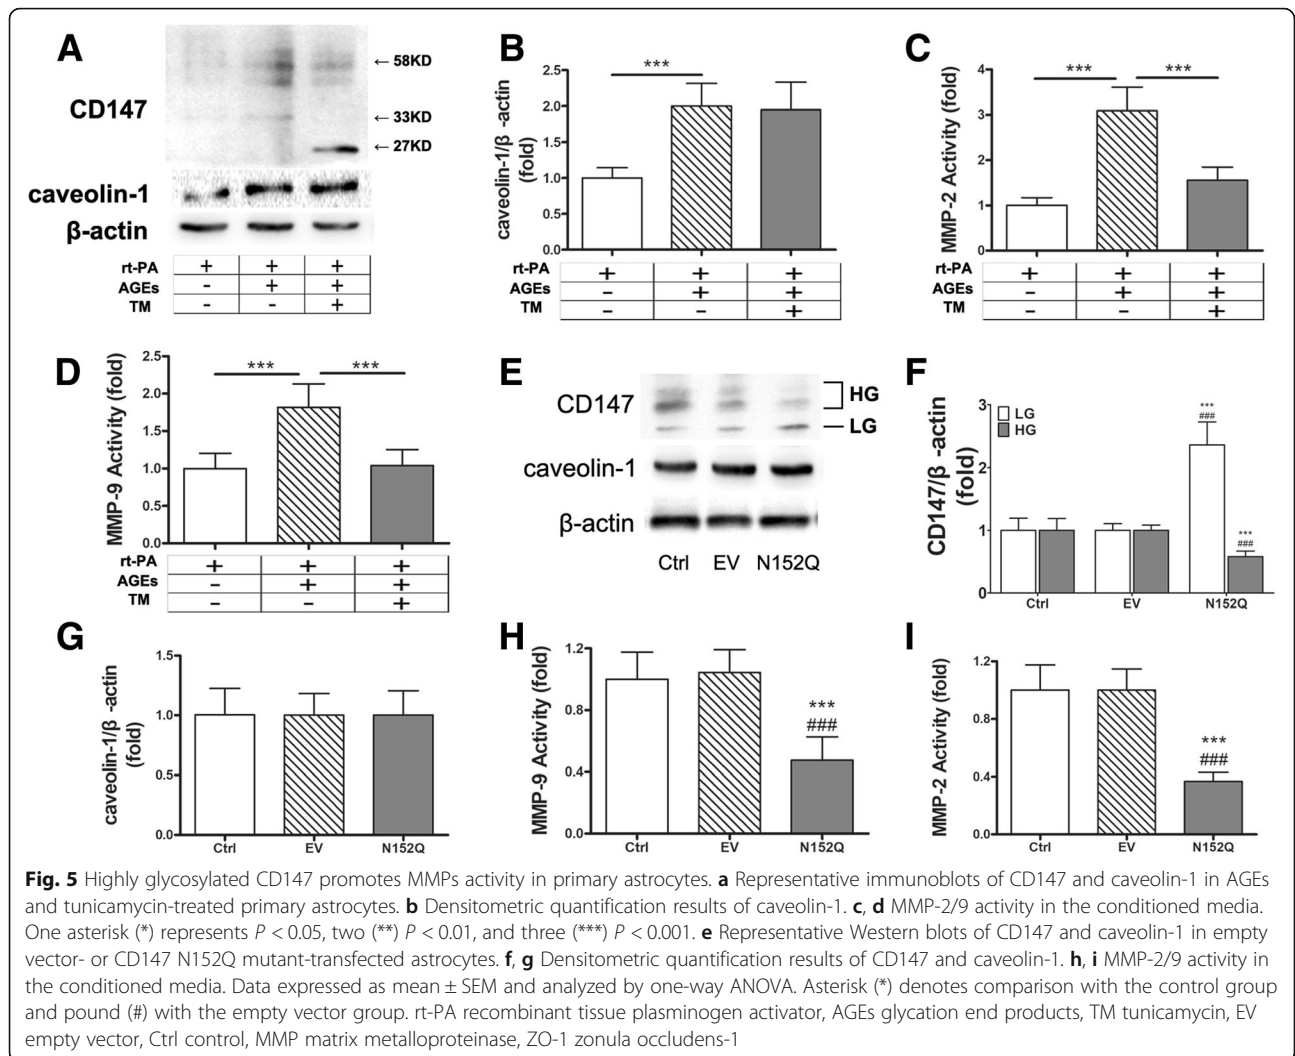 A
CD147
← 58KD
← 33KD
← 27KD
caveolin-1
β-actin
rt-PA + + +
AGEs - + +
TM - - +
B
caveolin-1/β -actin
(fold)
2.5
2.0
1.5
1.0
0.5
0.0
***
rt-PA + + +
AGEs - + +
TM - - +
C
MMP-2 Activity (fold)
4
3
2
1
0
*** ***
rt-PA + + +
AGEs - + +
TM - - +
D
MMP-9 Activity (fold)
2.5
2.0
1.5
1.0
0.5
0.0
*** ***
rt-PA + + +
AGEs - + +
TM - - +
E
CD147
HG
LG
caveolin-1
β-actin
Ctrl EV N152Q
F
CD147/β -actin
(fold)
3
2
1
0
LG
HG
***
###
***
###
Ctrl EV N152Q
G
caveolin-1/β -actin
(fold)
1.5
1.0
0.5
0.0
Ctrl EV N152Q
H
MMP-9 Activity (fold)
1.2
0.8
0.4
0.0
***
###
Ctrl EV N152Q
I
MMP-2 Activity (fold)
1.2
0.8
0.4
0.0
***
###
Ctrl EV N152Q
Fig. 5 Highly glycosylated CD147 promotes MMPs activity in primary astrocytes. a Representative immunoblots of CD147 and caveolin-1 in AGEs
and tunicamycin-treated primary astrocytes. b Densitometric quantification results of caveolin-1. c, d MMP-2/9 activity in the conditioned media.
One asterisk (*) represents P < 0.05, two (**) P < 0.01, and three (***) P < 0.001. e Representative Western blots of CD147 and caveolin-1 in empty
vector- or CD147 N152Q mutant-transfected astrocytes. f, g Densitometric quantification results of CD147 and caveolin-1. h, i MMP-2/9 activity in
the conditioned media. Data expressed as mean ± SEM and analyzed by one-way ANOVA. Asterisk (*) denotes comparison with the control group
and pound (#) with the empty vector group. rt-PA recombinant tissue plasminogen activator, AGEs glycation end products, TM tunicamycin, EV
empty vector, Ctrl control, MMP matrix metalloproteinase, ZO-1 zonula occludens-1